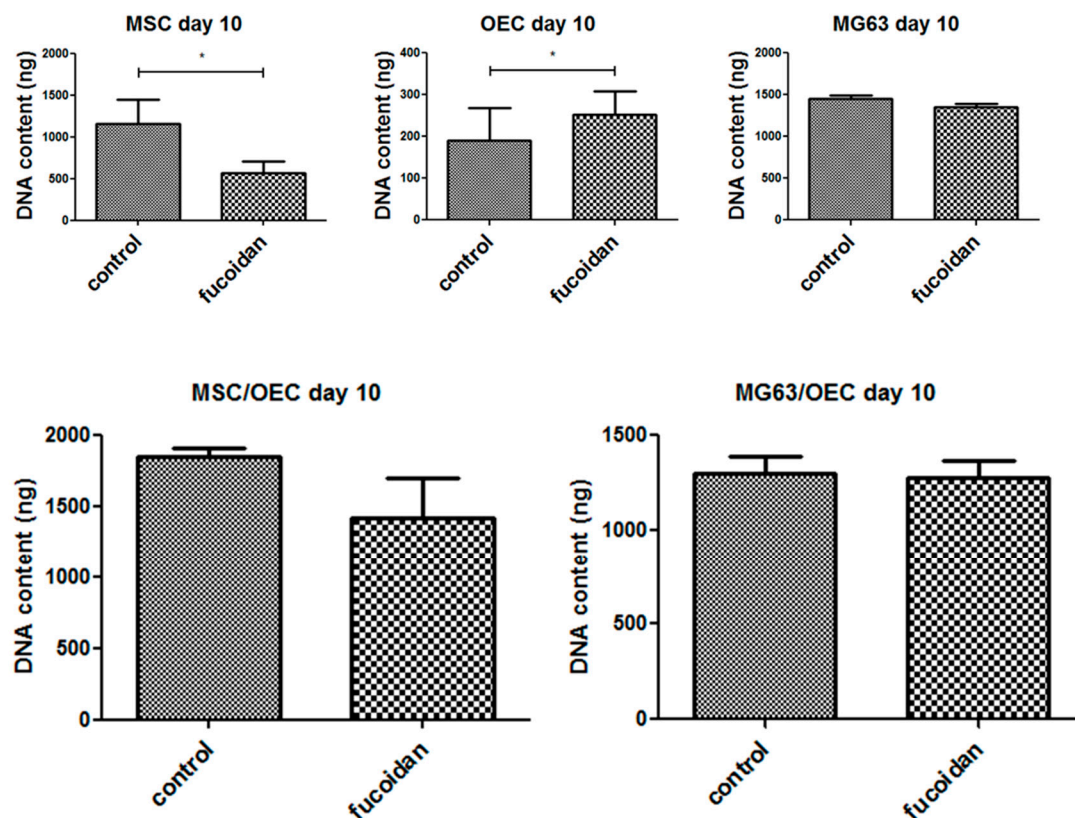 MSC day 10
DNA content (ng)
2000
1500
1000
500
0
*
control
fucoidan
OEC day 10
DNA content (ng)
400
300
200
100
0
*
control
fucoidan
MG63 day 10
DNA content (ng)
2000
1500
1000
500
0
control
fucoidan
MSC/OEC day 10
DNA content (ng)
2000
1500
1000
500
0
control
fucoidan
MG63/OEC day 10
DNA content (ng)
1500
1000
500
0
control
fucoidan